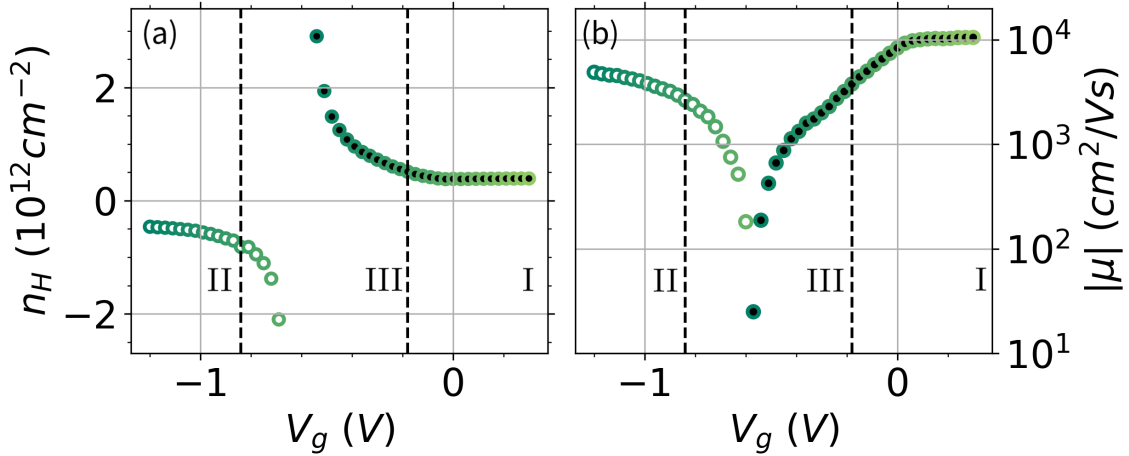 (a)
2
0
−2
n_H (10^{12}cm^{−2})
II
III
I
−1
0
V_g (V)
(b)
10^4
10^3
10^2
10^1
|μ| (cm^2/Vs)
II
III
I
−1
0
V_g (V)